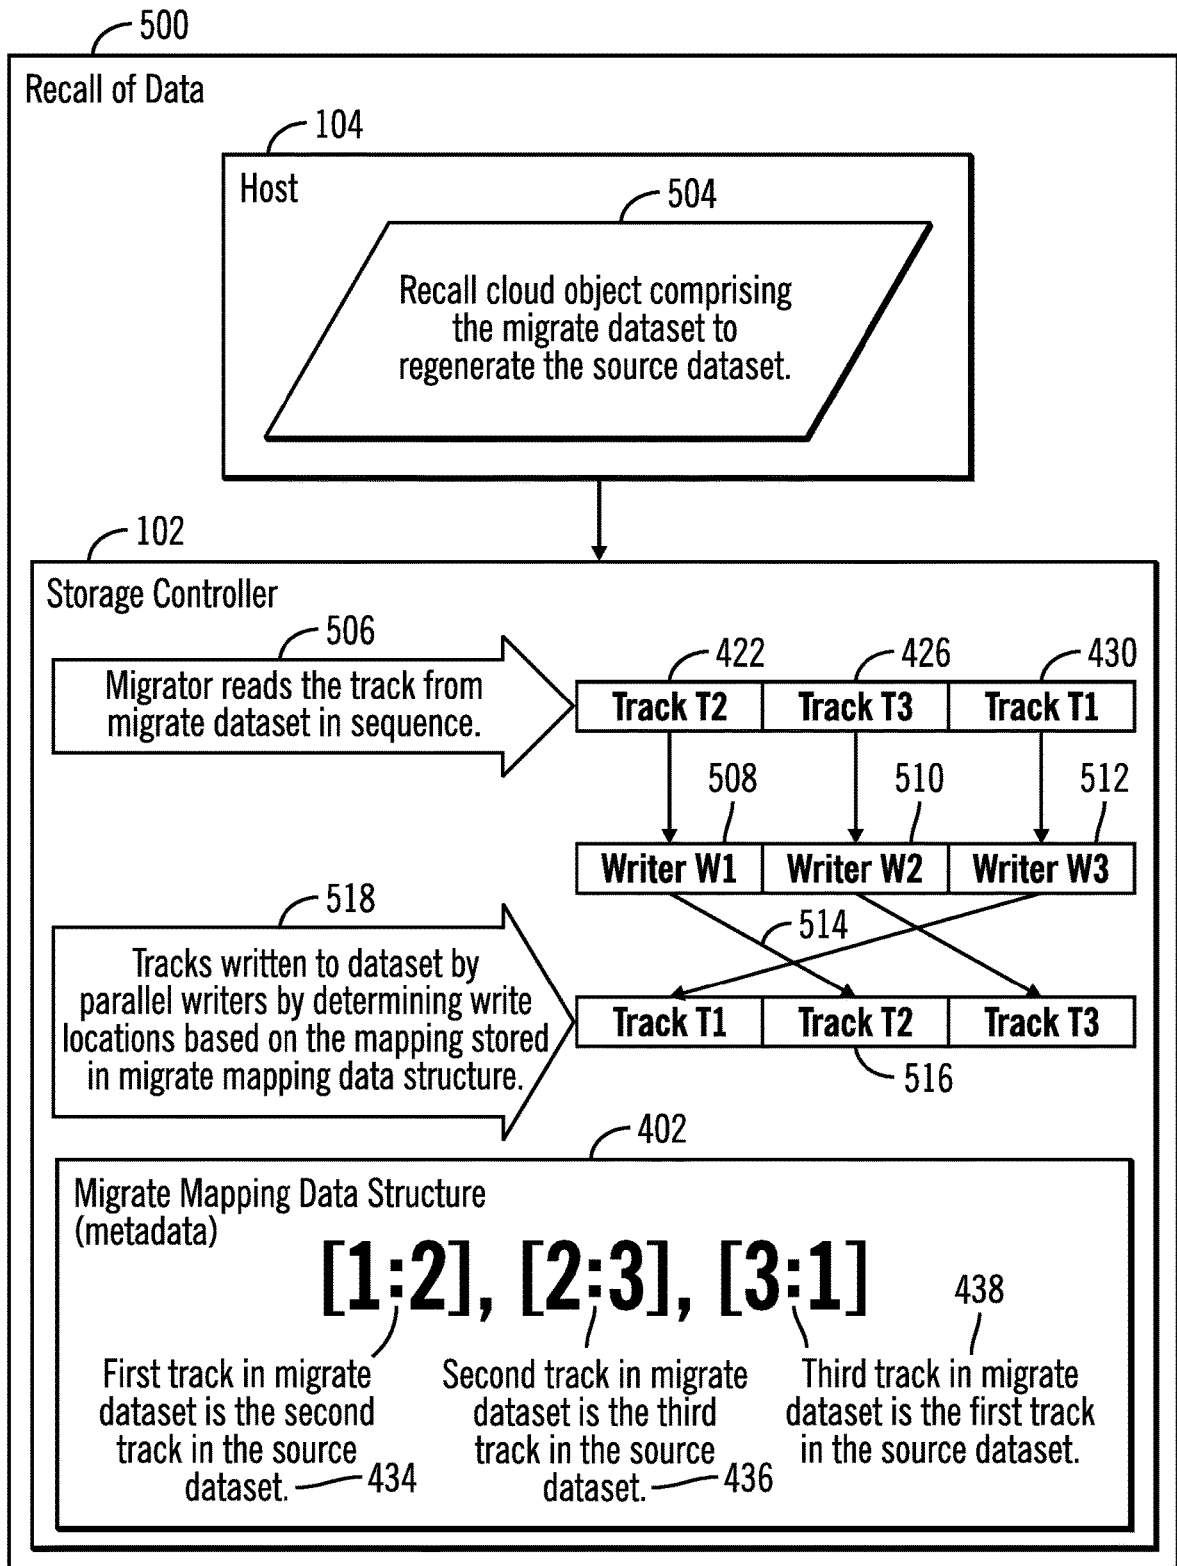 500
Recall of Data
104
Host
504
Recall cloud object comprising
the migrate dataset to
regenerate the source dataset.
102
Storage Controller
506
Migrator reads the track from
migrate dataset in sequence.
422
426
430
Track T2
Track T3
Track T1
508
510
512
Writer W1
Writer W2
Writer W3
518
Tracks written to dataset by
parallel writers by determining write
locations based on the mapping stored
in migrate mapping data structure.
514
Track T1
Track T2
Track T3
516
402
Migrate Mapping Data Structure
(metadata)
[1:2], [2:3], [3:1]
First track in migrate
dataset is the second
track in the source
dataset.
434
Second track in migrate
dataset is the third
track in the source
dataset.
436
438
Third track in migrate
dataset is the first track
in the source dataset.